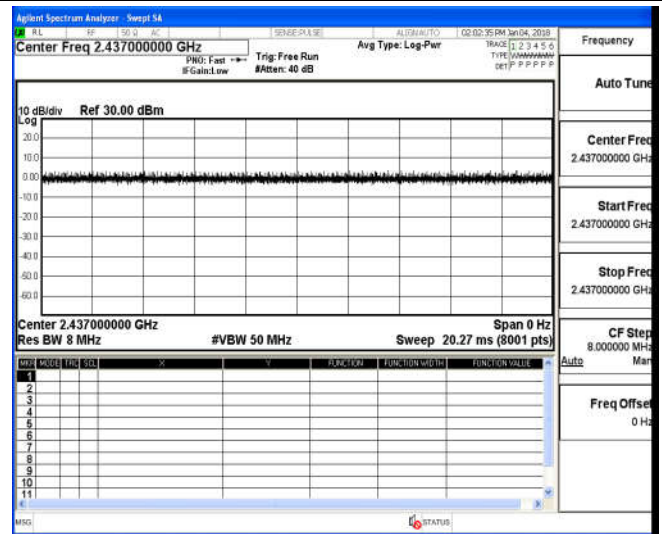 Agilent Spectrum Analyzer - Swept SA
RL RF 50 Ω AC SENSE:PULSE ALIGNAUTO 02:02:35 PM Jan 04, 2018
Center Freq 2.437000000 GHz
PNO: Fast
IFGain:Low
Trig: Free Run
#Atten: 40 dB
Avg Type: Log-Pwr
TRACE 1 2 3 4 5 6
TYPE
DET P P P P P P
10 dB/div Ref 30.00 dBm
Log
20.0
10.0
0.00
-10.0
-20.0
-30.0
-40.0
-50.0
-60.0
Center 2.437000000 GHz Span 0 Hz
Res BW 8 MHz #VBW 50 MHz Sweep 20.27 ms (8001 pts)
MKR MODE TRC SCL X Y FUNCTION FUNCTION WIDTH FUNCTION VALUE
1
2
3
4
5
6
7
8
9
10
11
MSG STATUS
Frequency
Auto Tune
Center Freq
2.437000000 GHz
Start Freq
2.437000000 GHz
Stop Freq
2.437000000 GHz
CF Step
8.000000 MHz
Auto Man
Freq Offset
0 Hz